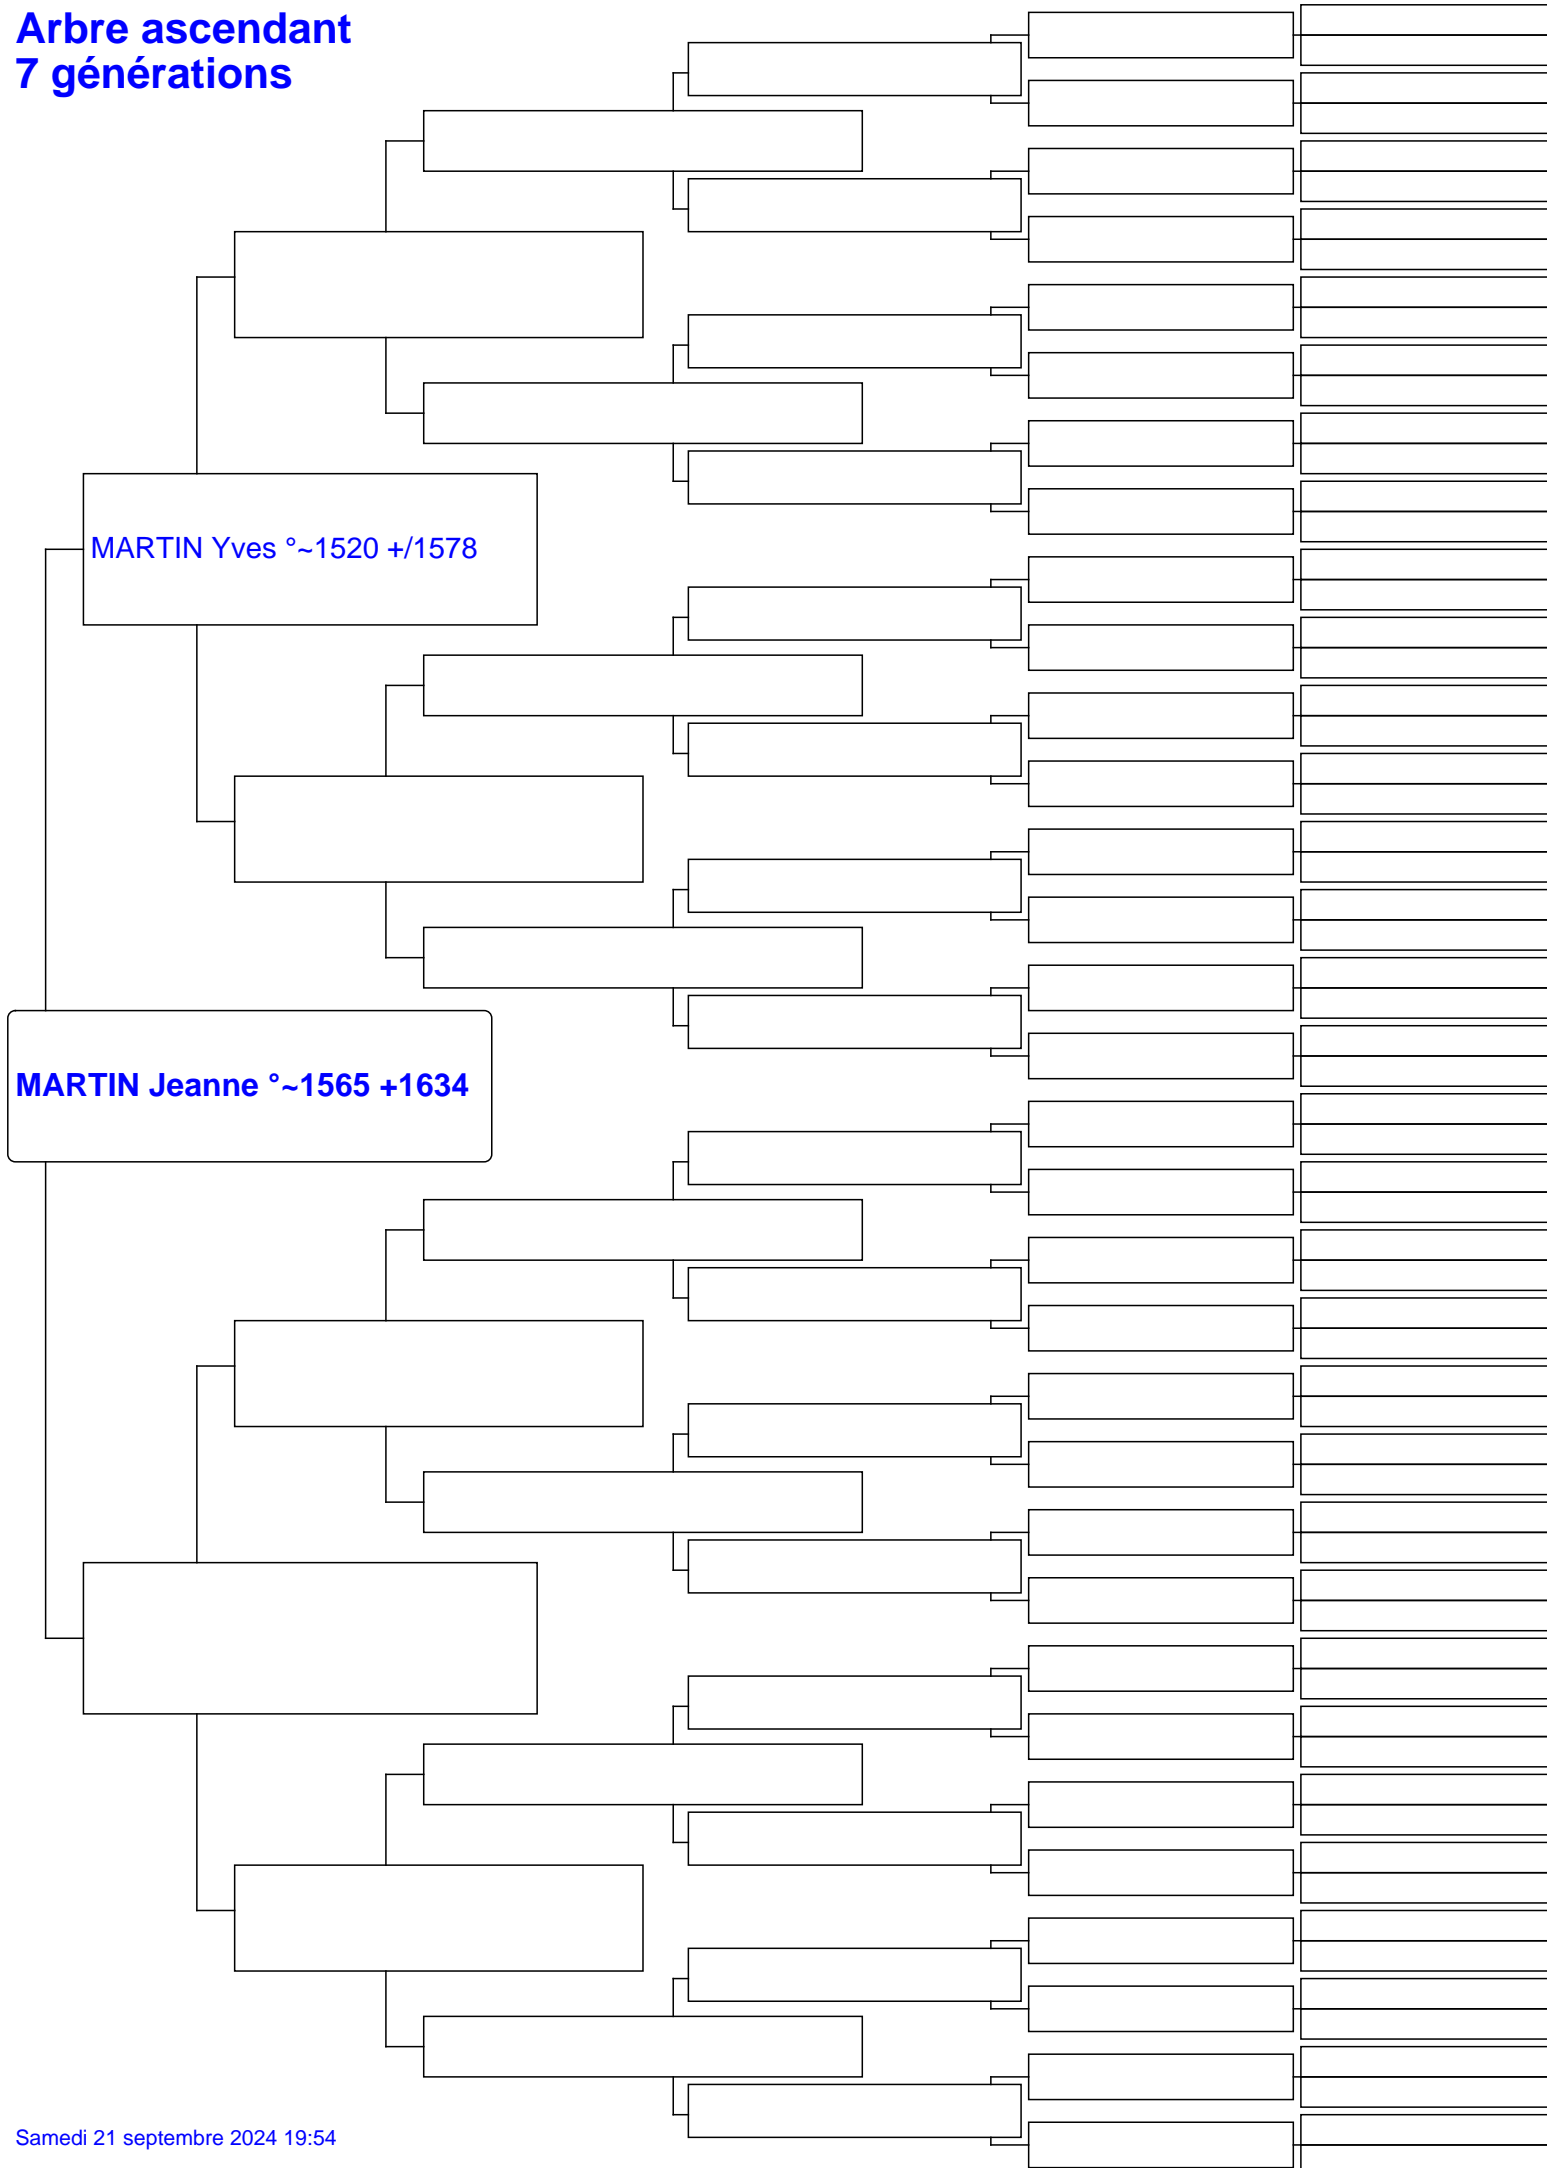 Arbre ascendant
7 générations
MARTIN Yves °~1520 +/1578
MARTIN Jeanne °~1565 +1634
Samedi 21 septembre 2024 19:54